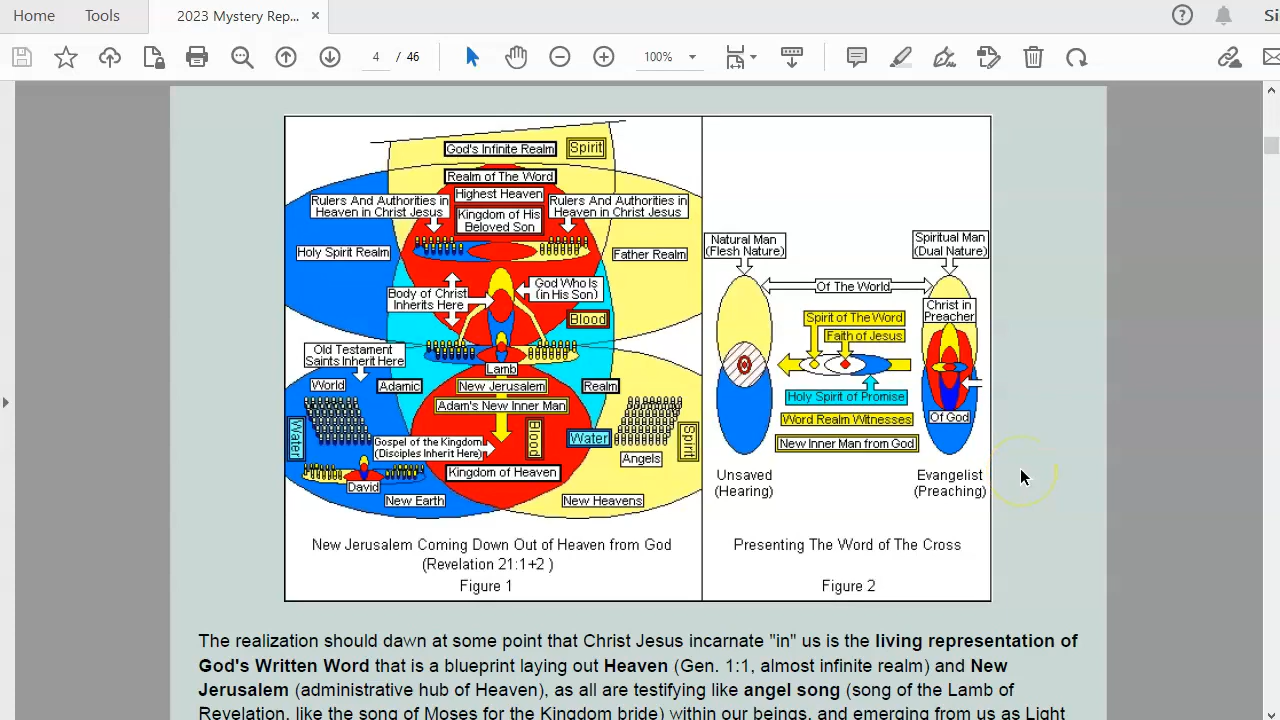 Home
Tools
2023 Mystery Rep...
×
Si
4 / 46
100%
God's Infinite Realm
Spirit
Realm of The Word
Highest Heaven
Rulers And Authorities in
Heaven in Christ Jesus
Kingdom of His
Beloved Son
Rulers And Authorities in
Heaven in Christ Jesus
Holy Spirit Realm
Father Realm
Body of Christ
Inherits Here
God Who Is
(in His Son)
Blood
Old Testament
Saints Inherit Here
Lamb
World
Adamic
New Jerusalem
Realm
Adam's New Inner Man
Water
Gospel of the Kingdom
(Disciples Inherit Here)
Blood
Water
Spirit
Angels
Kingdom of Heaven
David
New Earth
New Heavens
New Jerusalem Coming Down Out of Heaven from God
(Revelation 21:1+2 )
Figure 1
Natural Man
(Flesh Nature)
Spiritual Man
(Dual Nature)
Of The World
Christ in
Preacher
Spirit of The Word
Faith of Jesus
Holy Spirit of Promise
Word Realm Witnesses
Of God
New Inner Man from God
Unsaved
(Hearing)
Evangelist
(Preaching)
Presenting The Word of The Cross
Figure 2
The realization should dawn at some point that Christ Jesus incarnate "in" us is the living representation of
God's Written Word that is a blueprint laying out Heaven (Gen. 1:1, almost infinite realm) and New
Jerusalem (administrative hub of Heaven), as all are testifying like angel song (song of the Lamb of
Revelation, like the song of Moses for the Kingdom bride) within our beings, and emerging from us as Light